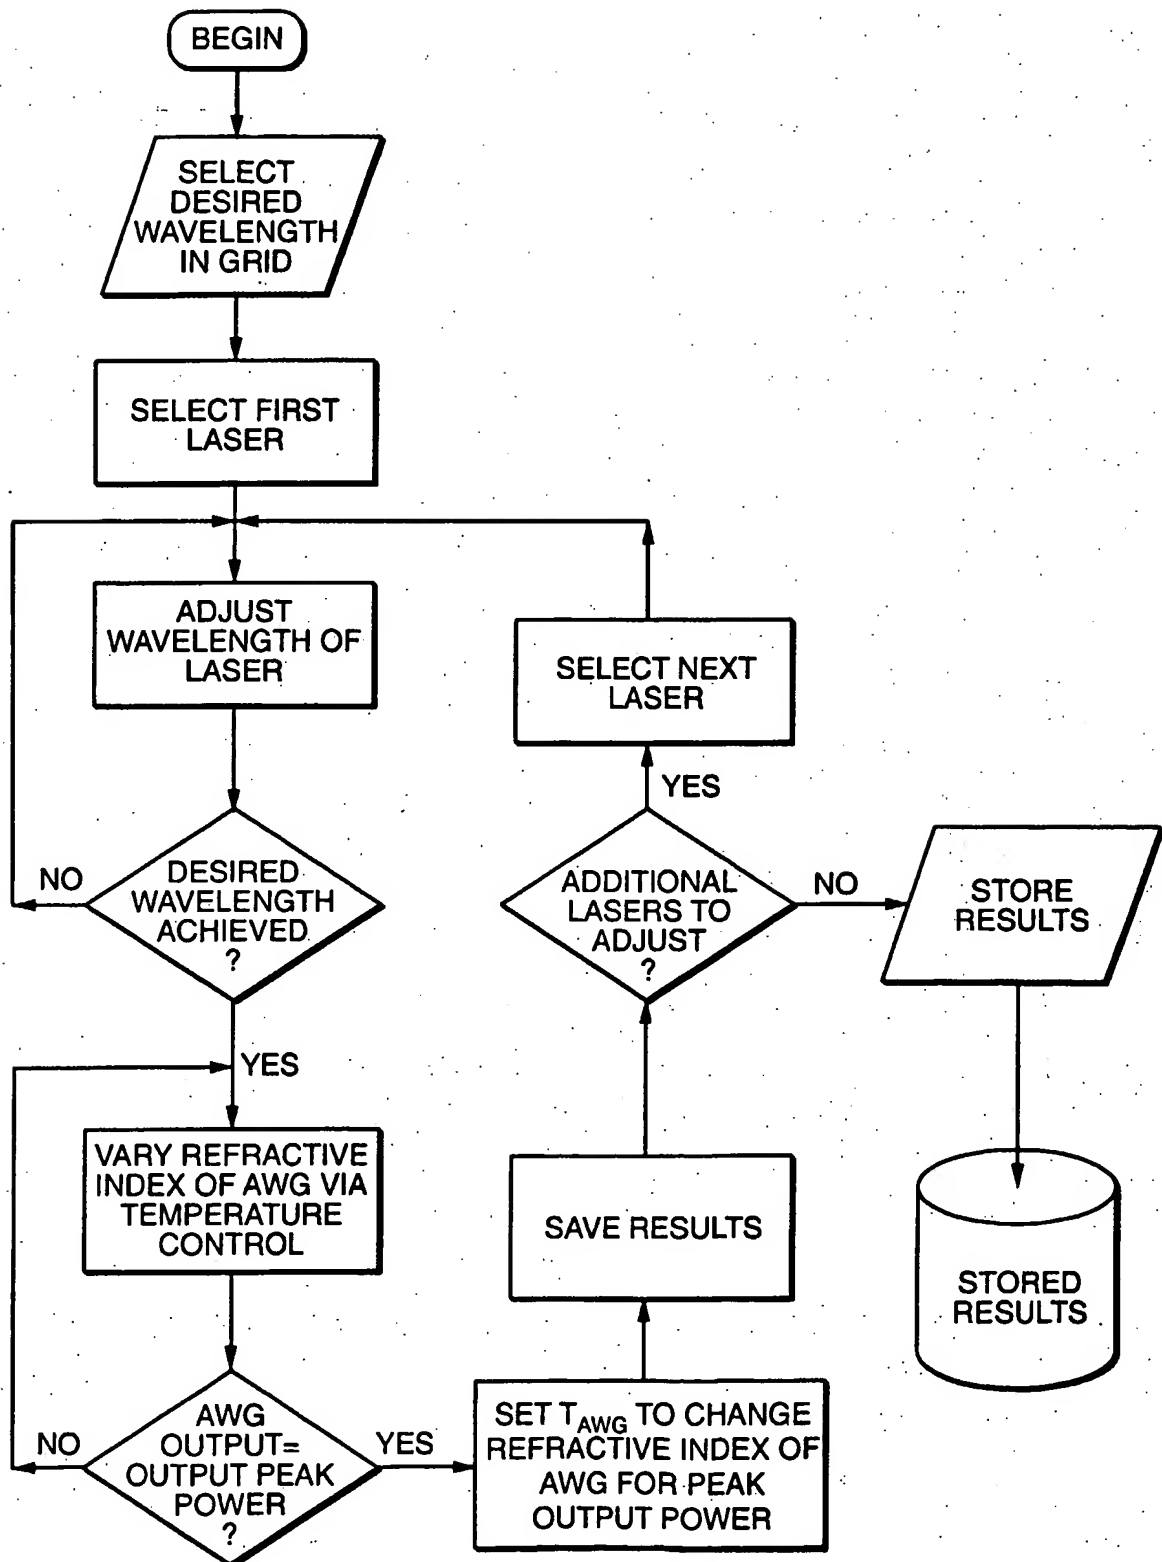 BEGIN
SELECT
DESIRED
WAVELENGTH
IN GRID
SELECT FIRST
LASER
ADJUST
WAVELENGTH OF
LASER
DESIRED
WAVELENGTH
ACHIEVED
?
NO
YES
VARY REFRACTIVE
INDEX OF AWG VIA
TEMPERATURE
CONTROL
AWG
OUTPUT=
OUTPUT PEAK
POWER
?
NO
YES
SET TAWG TO CHANGE
REFRACTIVE INDEX OF
AWG FOR PEAK
OUTPUT POWER
SAVE RESULTS
ADDITIONAL
LASERS TO
ADJUST
?
YES
SELECT NEXT
LASER
NO
STORE
RESULTS
STORED
RESULTS